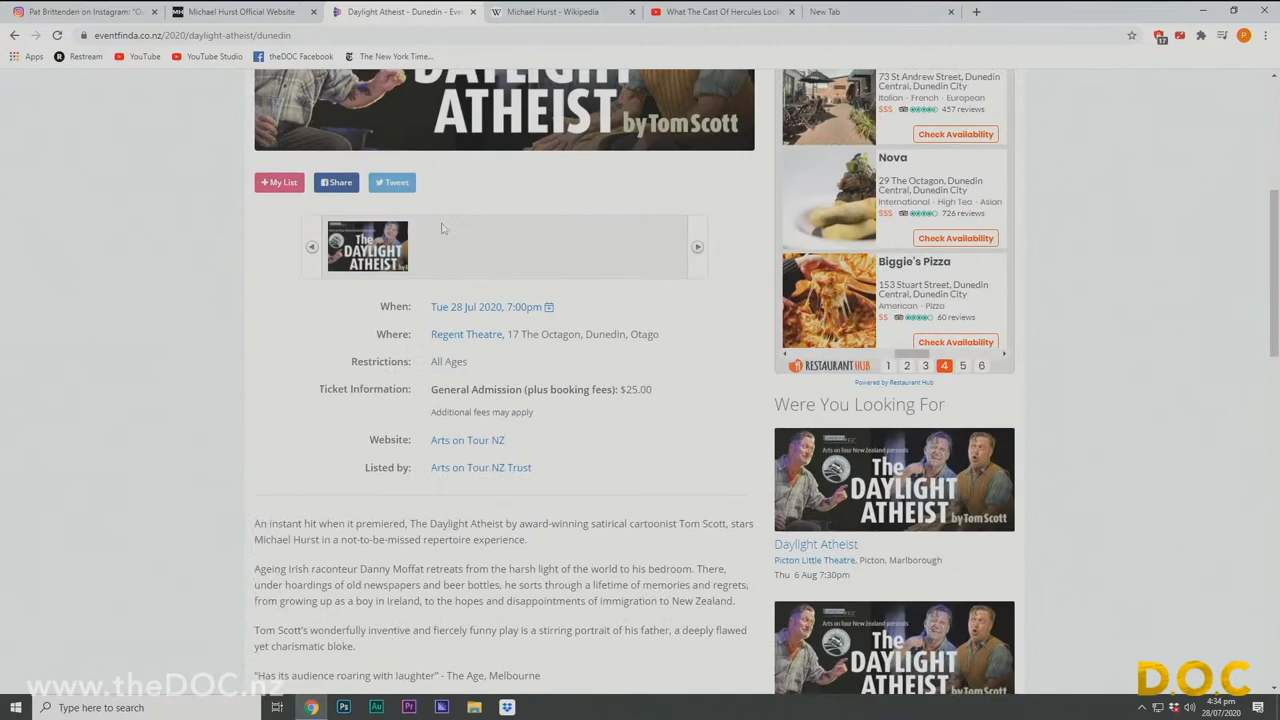 Pat Brittenden on Instagram: "Co
Michael Hurst Official Website
Daylight Atheist - Dunedin - Eve
Michael Hurst - Wikipedia
What The Cast Of Hercules Look
New Tab
eventfinda.co.nz/2020/daylight-atheist/dunedin
Apps
Restream
YouTube
YouTube Studio
theDOC Facebook
The New York Time...
DAYLIGHT
ATHEIST by Tom Scott
+ My List
Share
Tweet
The
DAYLIGHT
ATHEIST
When: Tue 28 Jul 2020, 7:00pm
Where: Regent Theatre, 17 The Octagon, Dunedin, Otago
Restrictions: All Ages
Ticket Information: General Admission (plus booking fees): $25.00
Additional fees may apply
Website: Arts on Tour NZ
Listed by: Arts on Tour NZ Trust
An instant hit when it premiered, The Daylight Atheist by award-winning satirical cartoonist Tom Scott, stars
Michael Hurst in a not-to-be-missed repertoire experience.
Ageing Irish raconteur Danny Moffat retreats from the harsh light of the world to his bedroom. There,
under hoardings of old newspapers and beer bottles, he sorts through a lifetime of memories and regrets,
from growing up as a boy in Ireland, to the hopes and disappointments of immigration to New Zealand.
Tom Scott's wonderfully inventive and fiercely funny play is a stirring portrait of his father, a deeply flawed
yet charismatic bloke.
"Has its audience roaring with laughter" - The Age, Melbourne
73 St Andrew Street, Dunedin
Central, Dunedin City
Italian · French · European
$$$ 457 reviews
Check Availability
Nova
29 The Octagon, Dunedin
Central, Dunedin City
International · High Tea · Asian
$$$ 726 reviews
Check Availability
Biggie's Pizza
153 Stuart Street, Dunedin
Central, Dunedin City
American · Pizza
$$ 60 reviews
Check Availability
RESTAURANT HUB 1 2 3 4 5 6
Powered by Restaurant Hub
Were You Looking For
Arts on Tour New Zealand presents
The
DAYLIGHT
ATHEIST by Tom Scott
Daylight Atheist
Picton Little Theatre, Picton, Marlborough
Thu 6 Aug 7:30pm
Arts on Tour New Zealand presents
The
DAYLIGHT
www.theDOC.nz
D.O.C
Type here to search
4:34 pm
28/07/2020